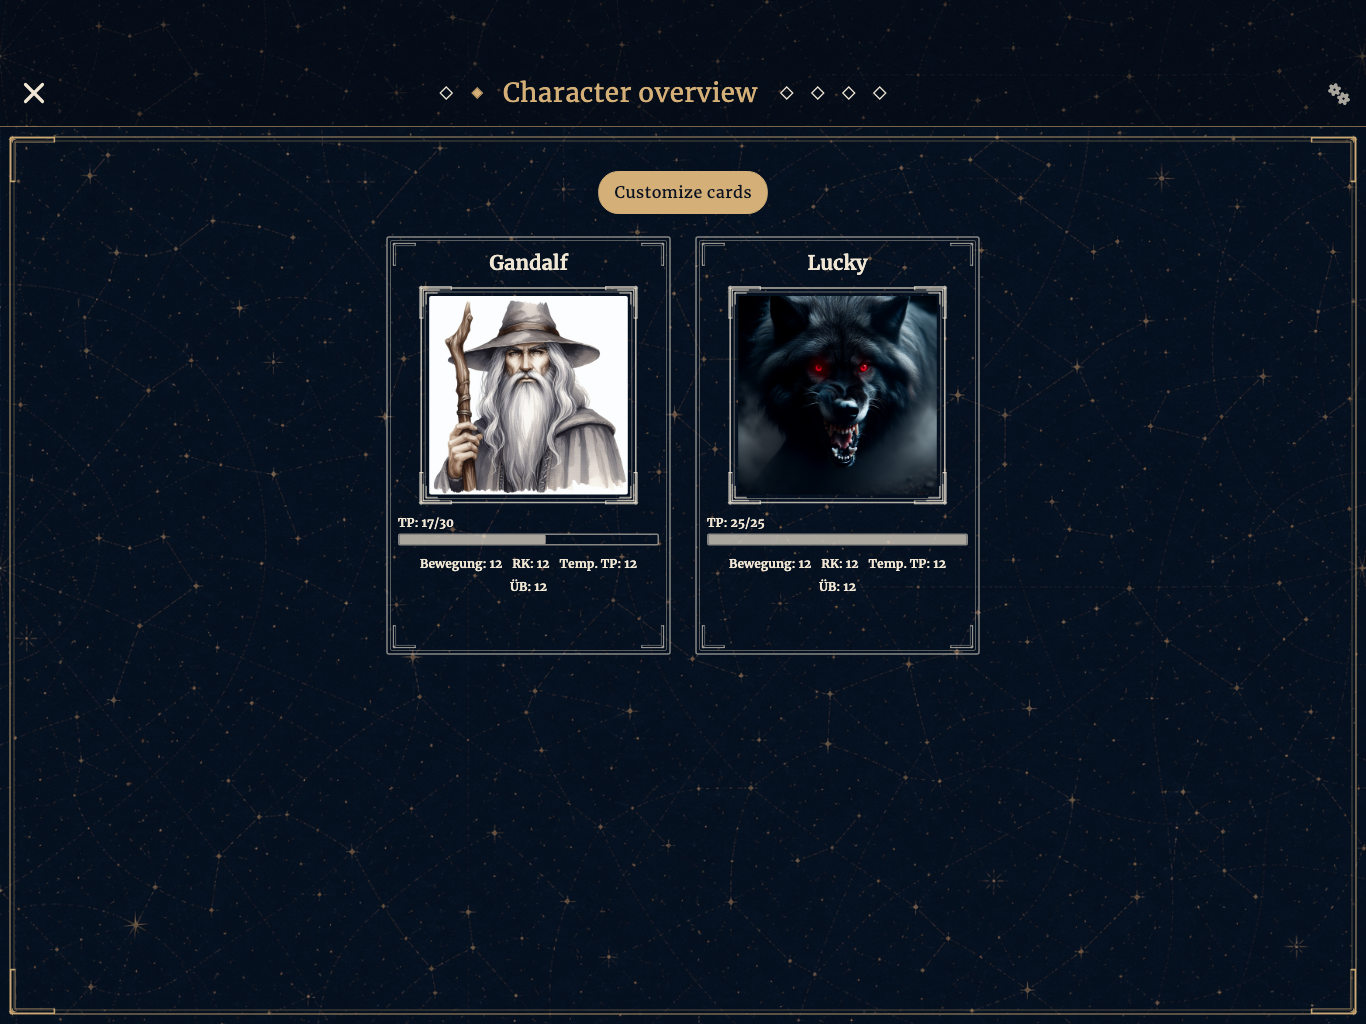 Character overview
Customize cards
Gandalf
TP: 17/30
Bewegung: 12 RK: 12 Temp. TP: 12
ÜB: 12
Lucky
TP: 25/25
Bewegung: 12 RK: 12 Temp. TP: 12
ÜB: 12